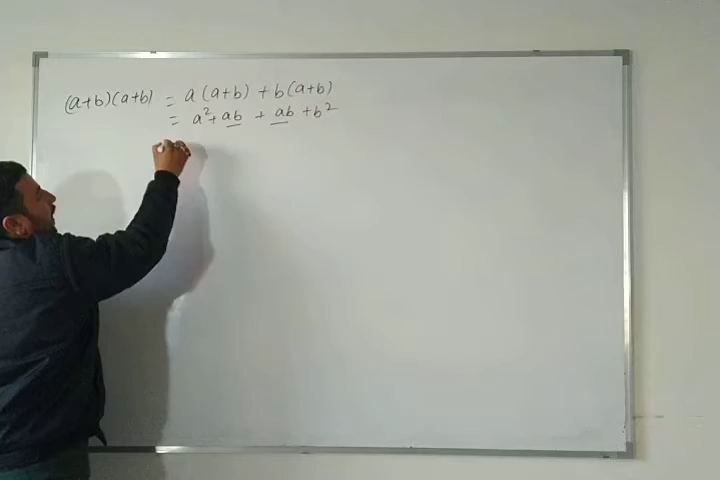 (a+b)(a+b) = a(a+b) + b(a+b)
= a² + ab + ab + b²